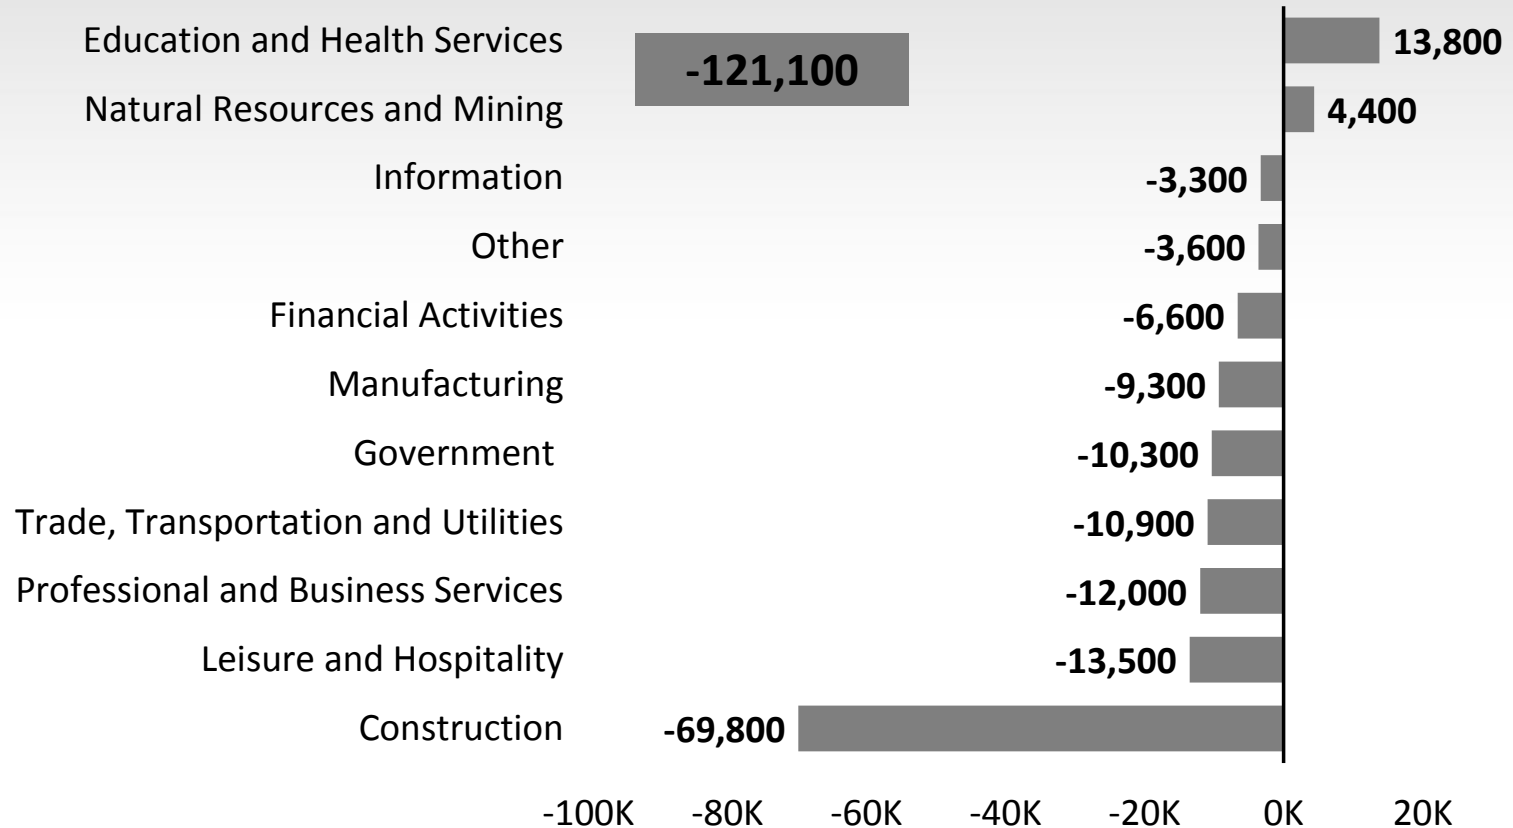 Education and Health Services 13,800
-121,100
Natural Resources and Mining 4,400
Information -3,300
Other -3,600
Financial Activities -6,600
Manufacturing -9,300
Government -10,300
Trade, Transportation and Utilities -10,900
Professional and Business Services -12,000
Leisure and Hospitality -13,500
Construction -69,800
-100K -80K -60K -40K -20K 0K 20K